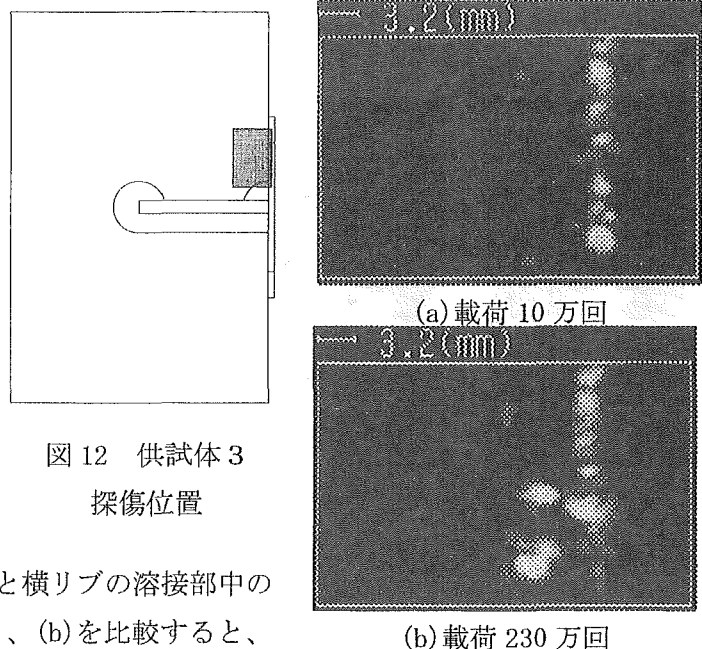 3.2(mm)
(a)載荷 10 万回
3.2(mm)
(b)載荷 230 万回
図 12 供試体 3
探傷位置
と横リブの溶接部中の
、(b)を比較すると、